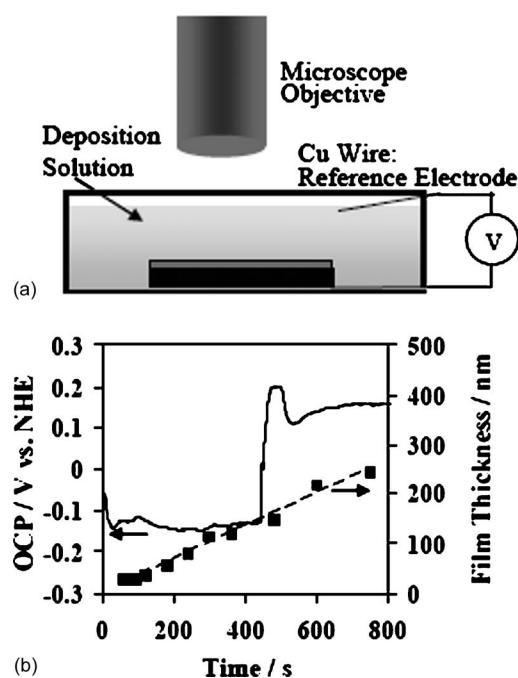 Microscope
Objective
Deposition
Solution
Cu Wire:
Reference Electrode
V
(a)
OCP / V vs. NHE
0.3
0.2
0.1
0
-0.1
-0.2
-0.3
500
400
300
200
100
0
Film Thickness / nm
0
200
400
600
800
Time / s
(b)